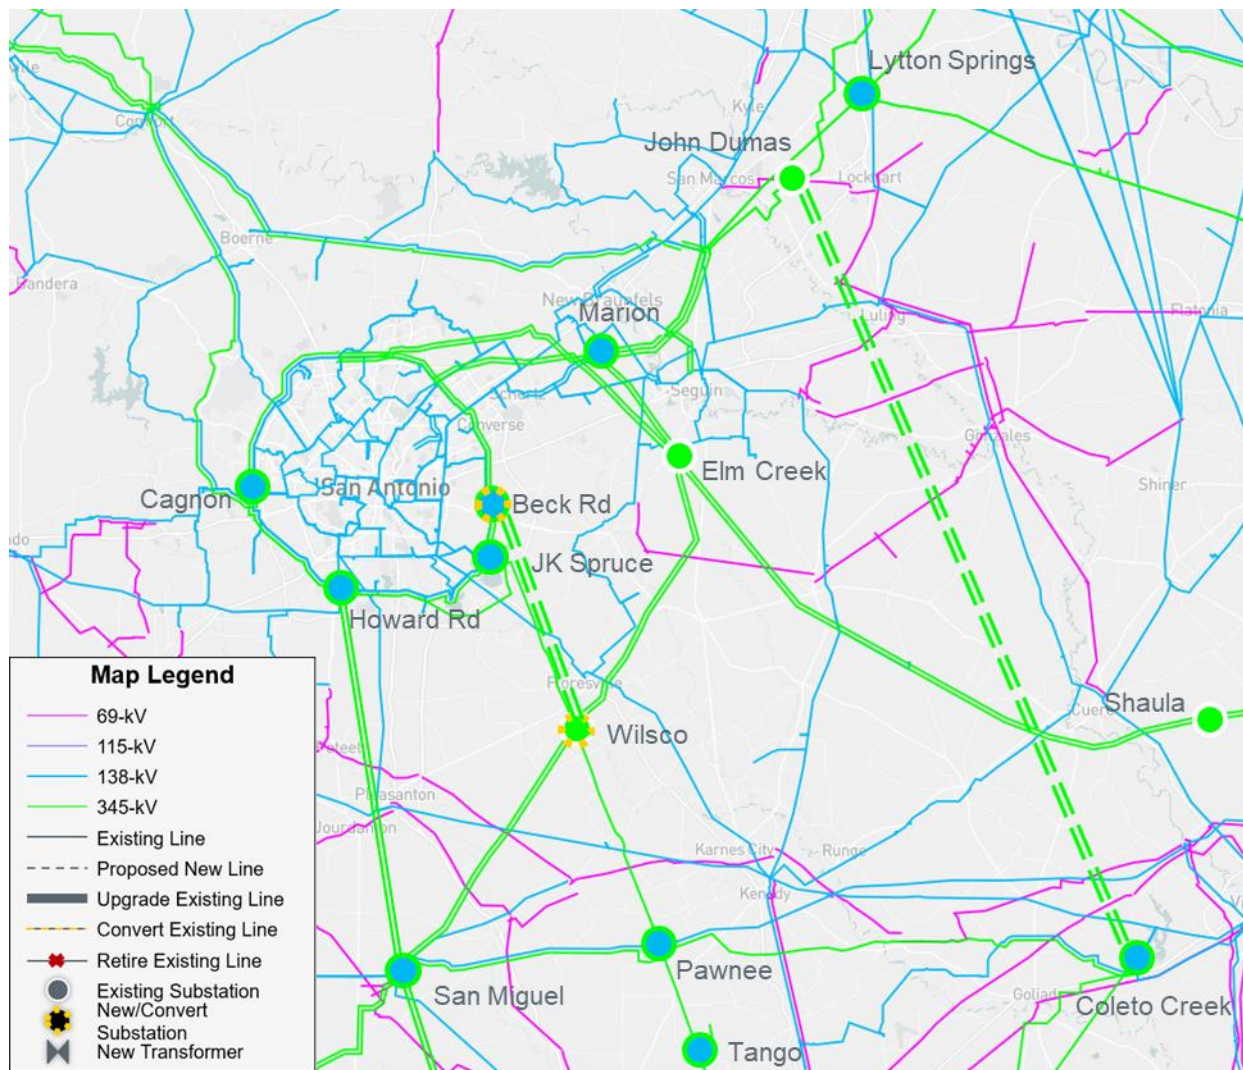 Lytton Springs
Kyle
John Dumas
San Marcos
Lockhart
Comfort
Boerne
Bandera
New Braunfels
Marion
Luling
Flatonia
Seguin
Schertz
Converse
Gonzales
Elm Creek
Shiner
Cagnon
San Antonio
Beck Rd
JK Spruce
Howard Rd
Floresville
Shaula
Cuero
Wilsco
Map Legend
69-kV
115-kV
138-kV
345-kV
Existing Line
Proposed New Line
Upgrade Existing Line
Convert Existing Line
Retire Existing Line
Existing Substation
New/Convert
Substation
New Transformer
Poteet
Pleasanton
Jourdanton
Karnes City
Runge
Kenedy
Pawnee
San Miguel
Goliad
Coleto Creek
Tango